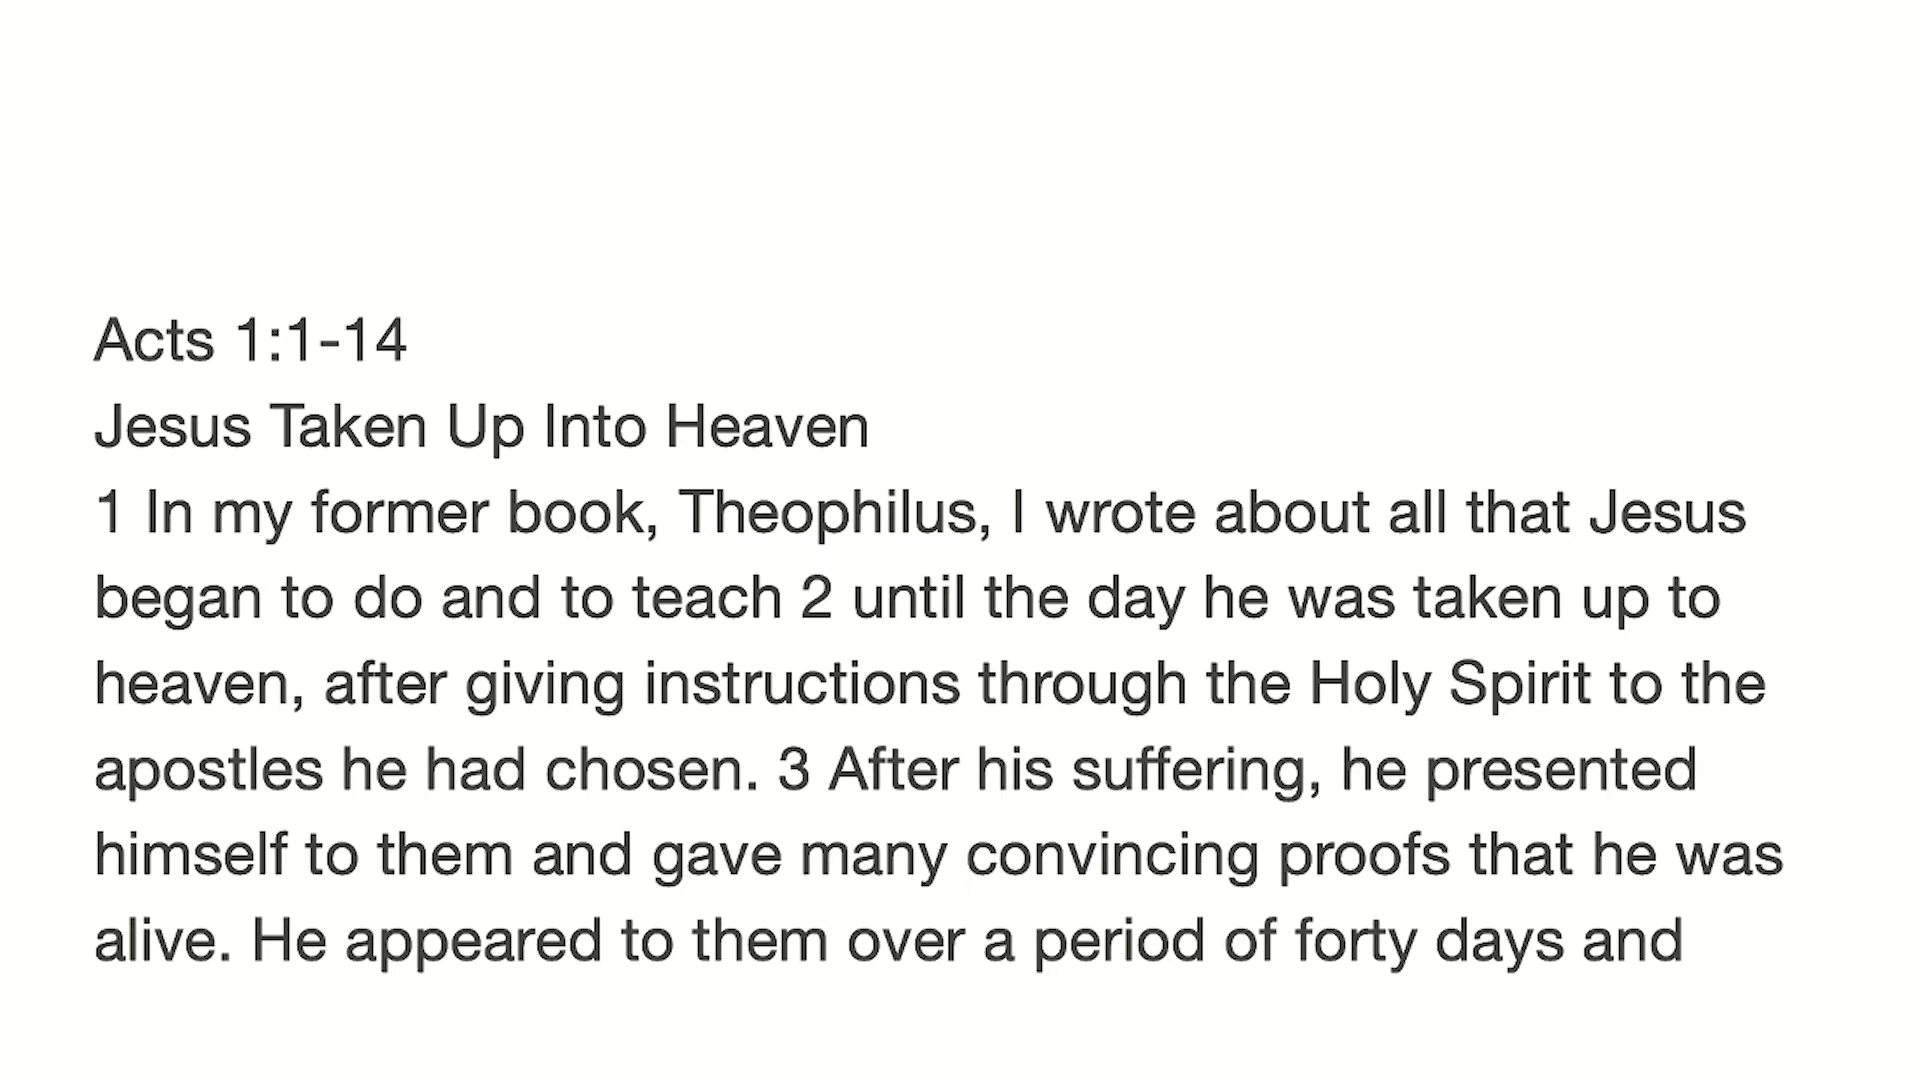 Acts 1:1-14
Jesus Taken Up Into Heaven
1 In my former book, Theophilus, I wrote about all that Jesus
began to do and to teach 2 until the day he was taken up to
heaven, after giving instructions through the Holy Spirit to the
apostles he had chosen. 3 After his suffering, he presented
himself to them and gave many convincing proofs that he was
alive. He appeared to them over a period of forty days and